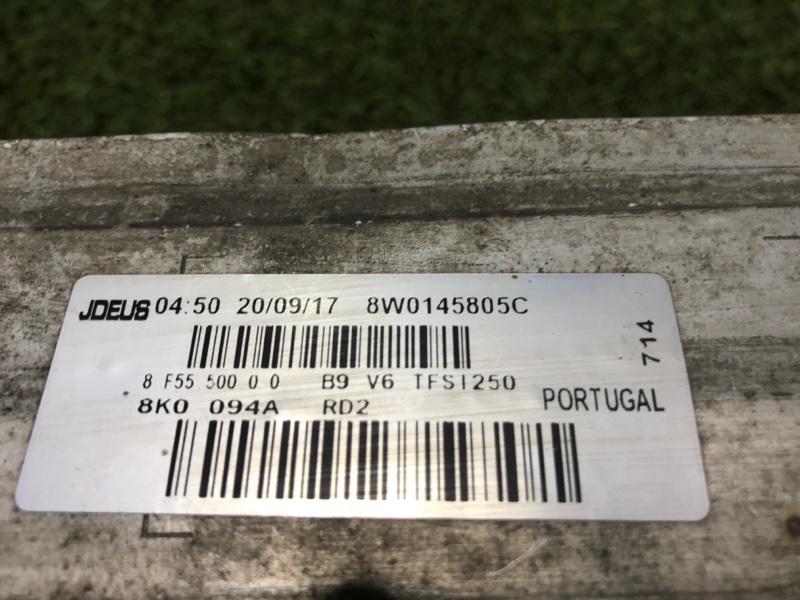 JDEUS 04:50 20/09/17 8W0145805C
714
8 F55 500 0 0 B9 V6 TFSI250
8K0 094A RD2 PORTUGAL